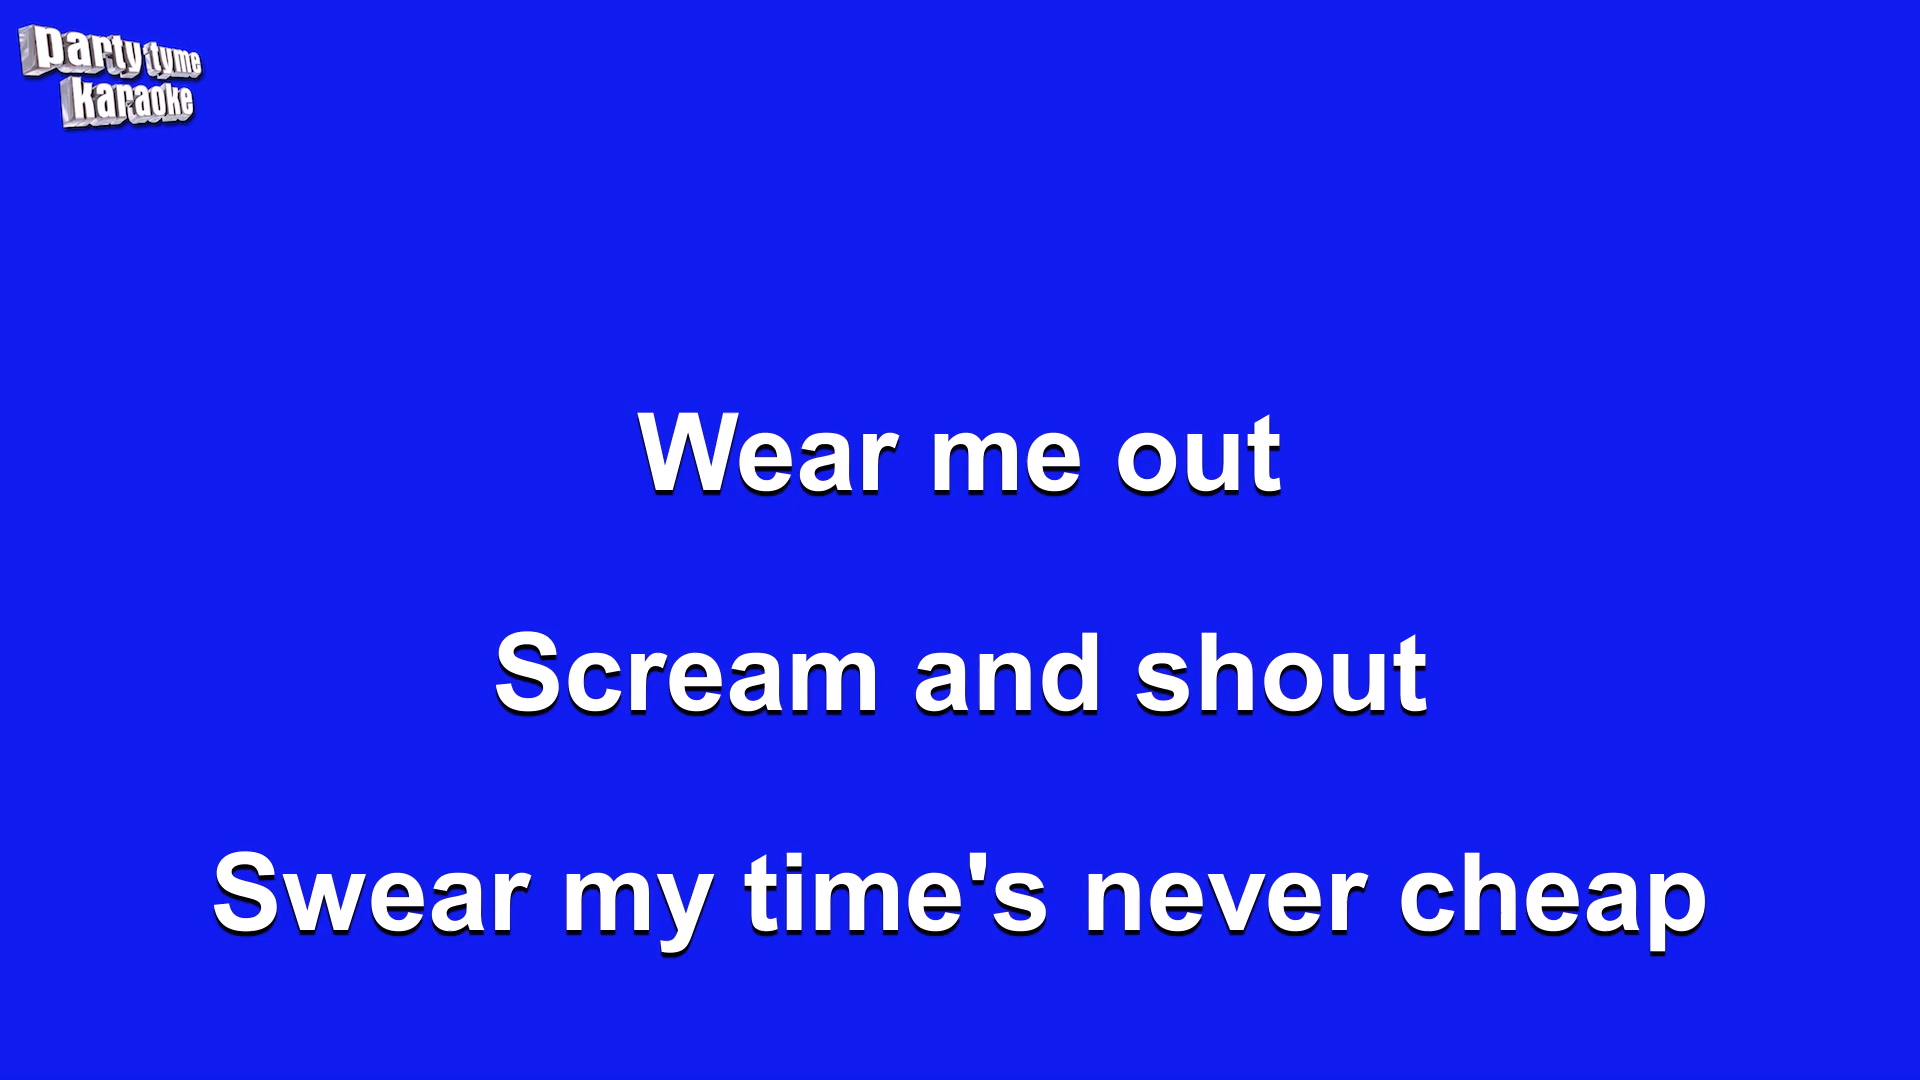 party tyme
karaoke
Wear me out
Scream and shout
Swear my time's never cheap